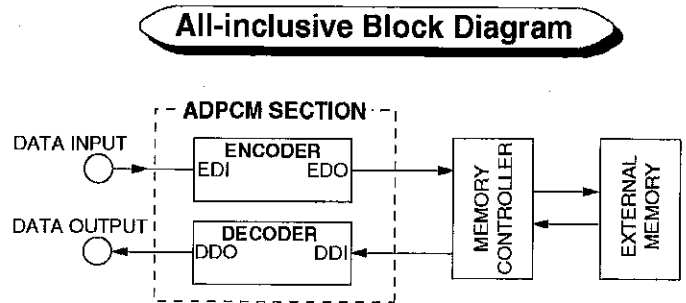 All-inclusive Block Diagram
ADPCM SECTION
DATA INPUT
ENCODER
EDI EDO
DATA OUTPUT
DECODER
DDO DDI
MEMORY
CONTROLLER
EXTERNAL
MEMORY